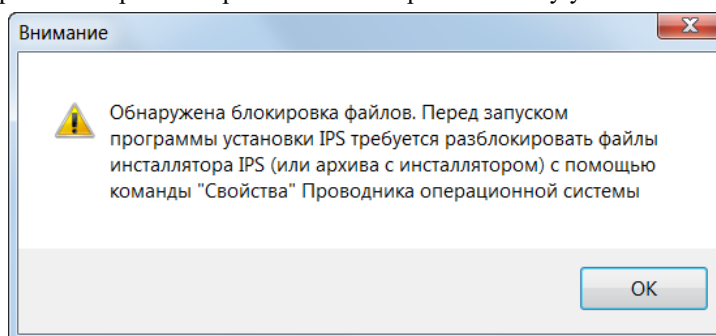 Внимание
Обнаружена блокировка файлов. Перед запуском
программы установки IPS требуется разблокировать файлы
инсталлятора IPS (или архива с инсталлятором) с помощью
команды "Свойства" Проводника операционной системы
OK